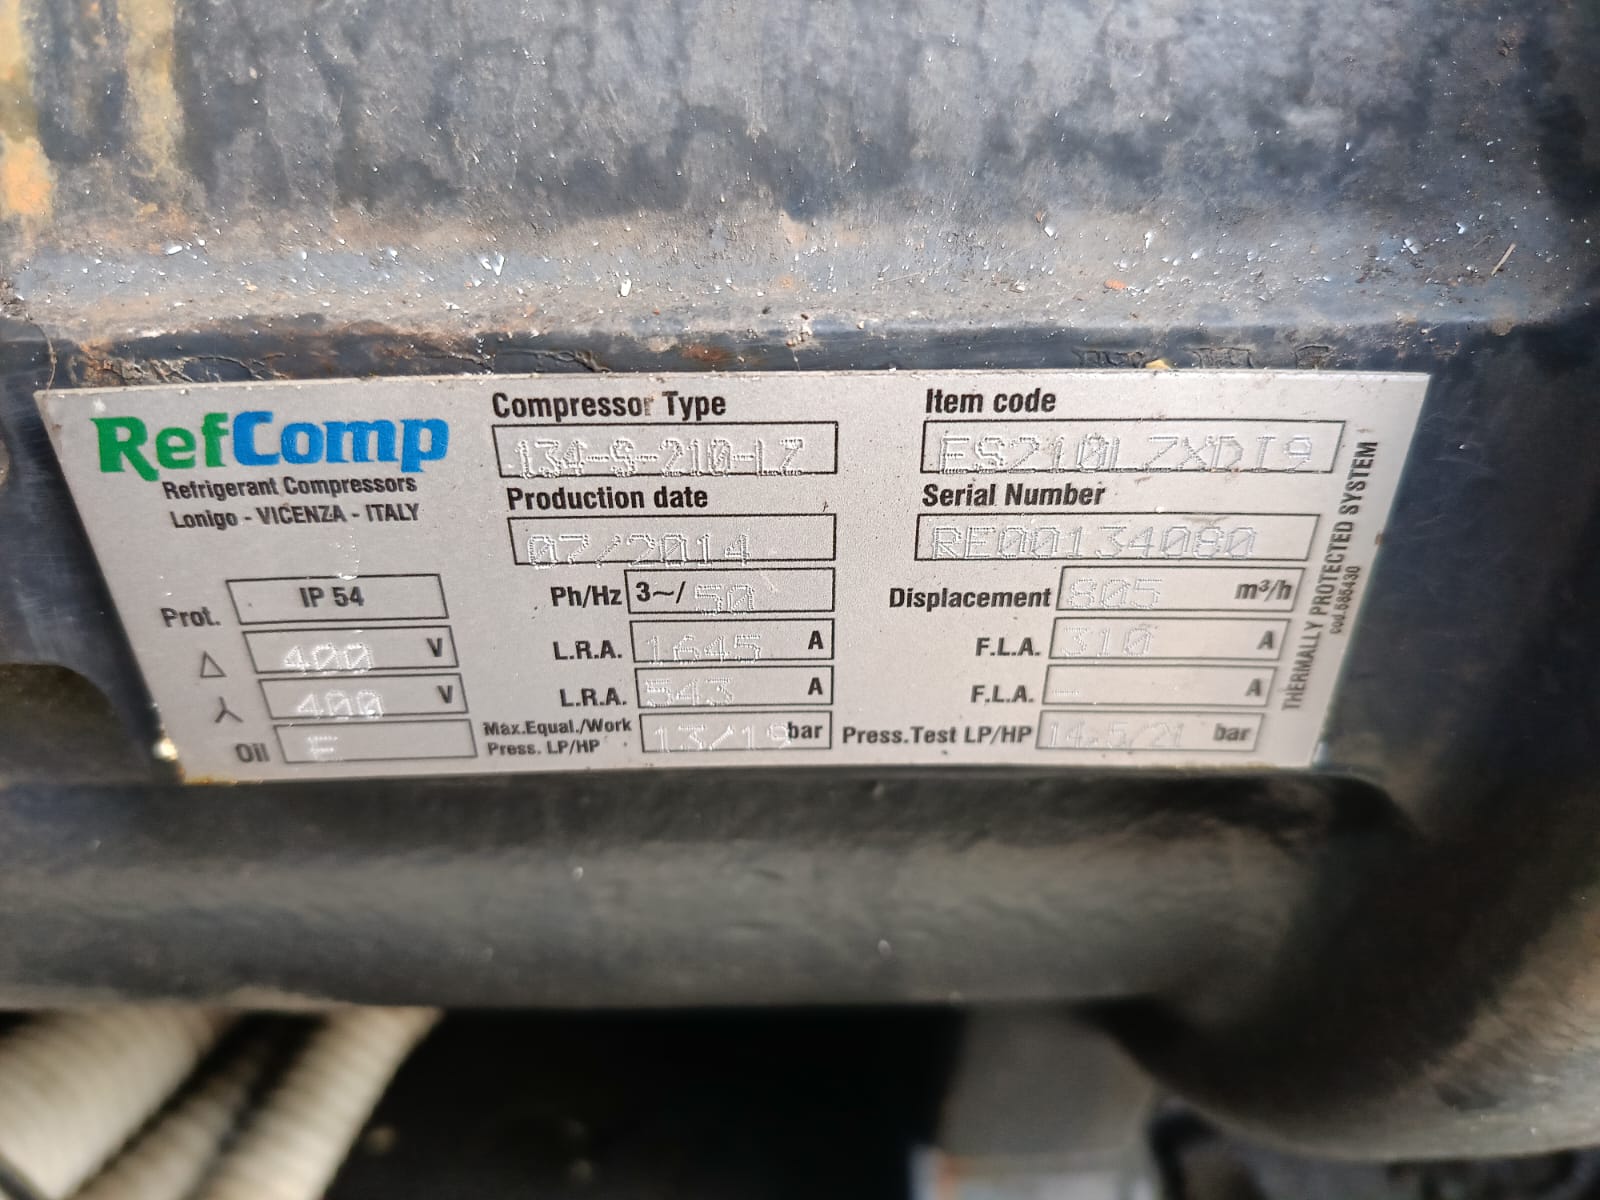 RefComp
Refrigerant Compressors
Lonigo - VICENZA - ITALY
Compressor Type
134-S-210-LZ
Item code
ES210LZXDI9
Production date
07/2014
Serial Number
RE00134080
Prot. IP 54
Ph/Hz 3~/ 50
Displacement 805 m³/h
△ 400 V
L.R.A. 1645 A
F.L.A. 310 A
⅄ 400 V
L.R.A. 543 A
F.L.A. - A
Oil E
Max.Equal./Work
Press. LP/HP
13/19 bar
Press.Test LP/HP 14.5/21 bar
THERMALLY PROTECTED SYSTEM